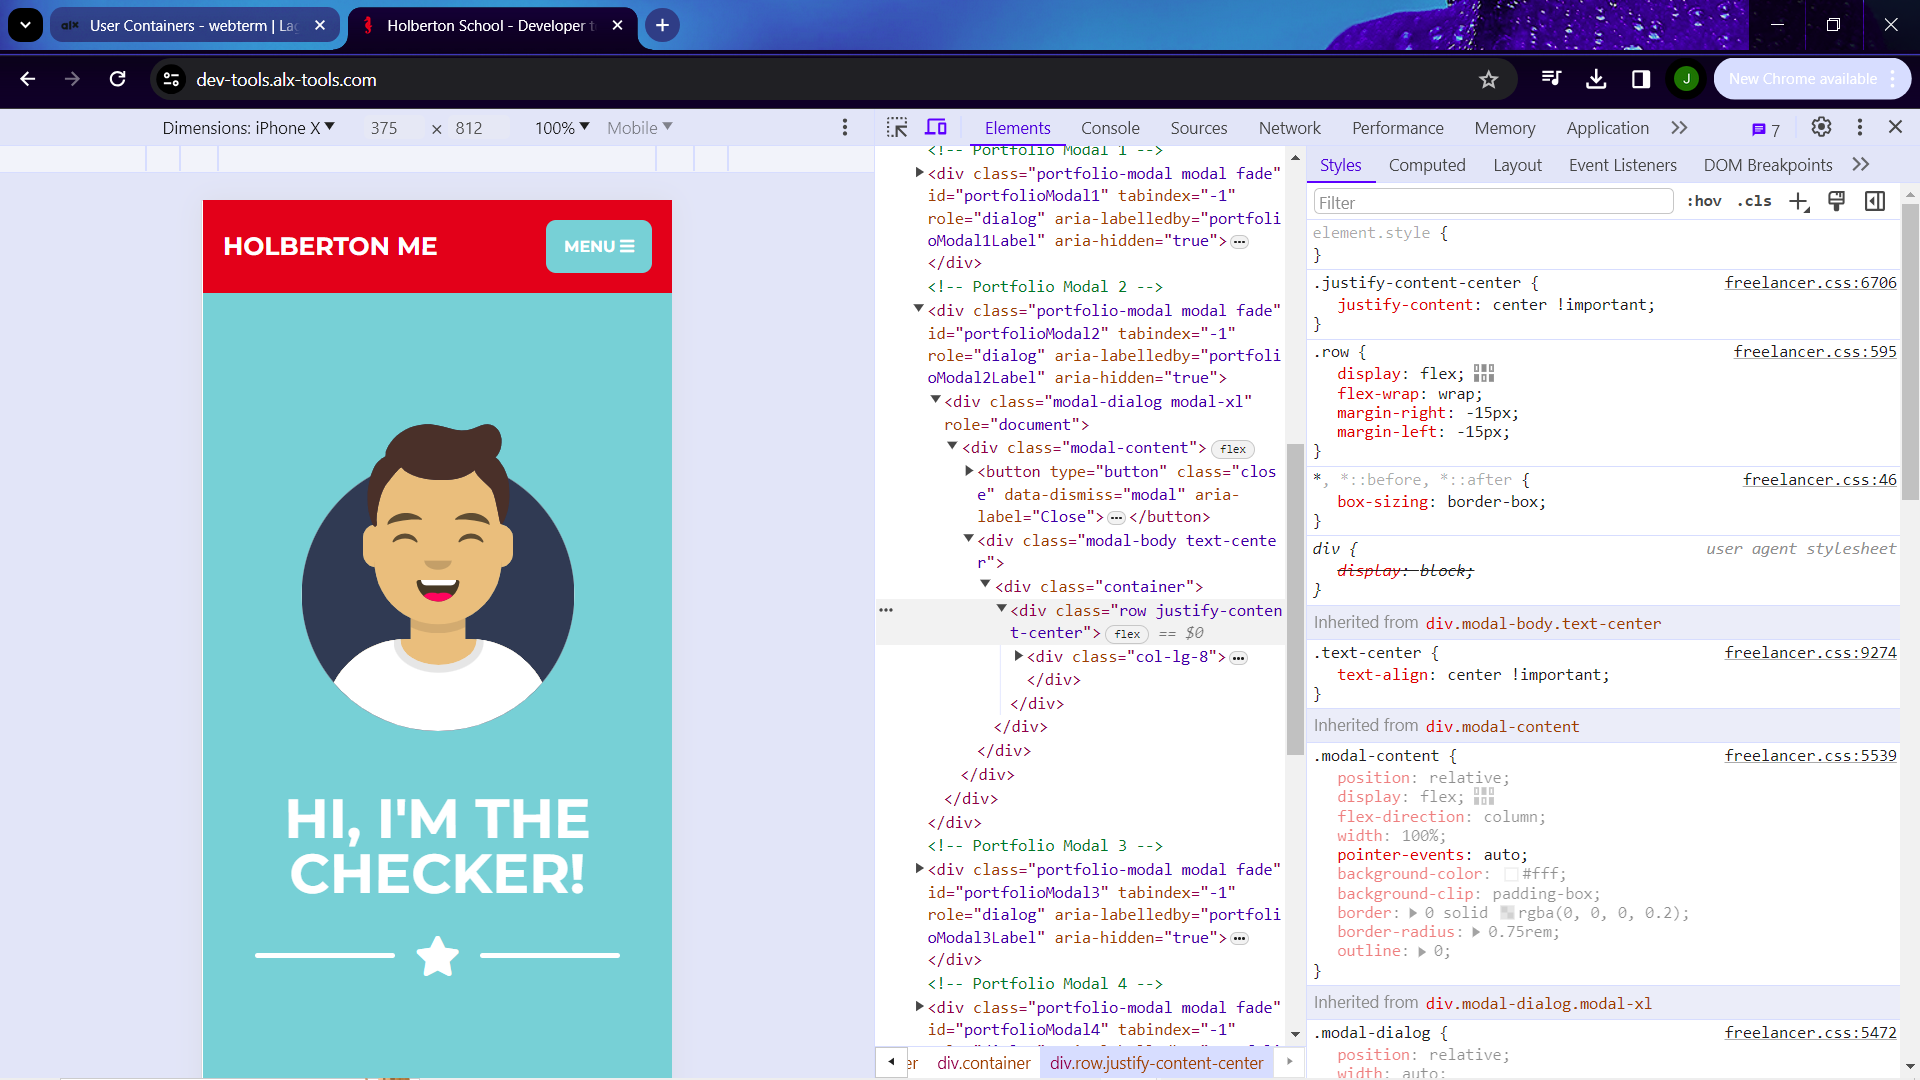 alx User Containers - webterm | Lag
Holberton School - Developer t
dev-tools.alx-tools.com
J
New Chrome available
Dimensions: iPhone X 375 × 812 100% Mobile
HOLBERTON ME
MENU
HI, I'M THE
CHECKER!
Elements Console Sources Network Performance Memory Application 7
<!-- Portfolio Modal 1 -->
<div class="portfolio-modal modal fade"
id="portfolioModal1" tabindex="-1"
role="dialog" aria-labelledby="portfoli
oModal1Label" aria-hidden="true">
</div>
<!-- Portfolio Modal 2 -->
<div class="portfolio-modal modal fade"
id="portfolioModal2" tabindex="-1"
role="dialog" aria-labelledby="portfoli
oModal2Label" aria-hidden="true">
<div class="modal-dialog modal-xl"
role="document">
<div class="modal-content"> flex
<button type="button" class="clos
e" data-dismiss="modal" aria-
label="Close"> … </button>
<div class="modal-body text-cente
r">
<div class="container">
<div class="row justify-conten
t-center"> flex == $0
<div class="col-lg-8"> …
</div>
</div>
</div>
</div>
</div>
</div>
</div>
<!-- Portfolio Modal 3 -->
<div class="portfolio-modal modal fade"
id="portfolioModal3" tabindex="-1"
role="dialog" aria-labelledby="portfoli
oModal3Label" aria-hidden="true">
</div>
<!-- Portfolio Modal 4 -->
<div class="portfolio-modal modal fade"
id="portfolioModal4" tabindex="-1"
er div.container div.row.justify-content-center
Styles Computed Layout Event Listeners DOM Breakpoints
Filter :hov .cls
element.style {
}
.justify-content-center { freelancer.css:6706
justify-content: center !important;
}
.row { freelancer.css:595
display: flex;
flex-wrap: wrap;
margin-right: -15px;
margin-left: -15px;
}
*, *::before, *::after { freelancer.css:46
box-sizing: border-box;
}
div { user agent stylesheet
display: block;
}
Inherited from div.modal-body.text-center
.text-center { freelancer.css:9274
text-align: center !important;
}
Inherited from div.modal-content
.modal-content { freelancer.css:5539
position: relative;
display: flex;
flex-direction: column;
width: 100%;
pointer-events: auto;
background-color: #fff;
background-clip: padding-box;
border: 0 solid rgba(0, 0, 0, 0.2);
border-radius: 0.75rem;
outline: 0;
}
Inherited from div.modal-dialog.modal-xl
.modal-dialog { freelancer.css:5472
position: relative;
width: auto;